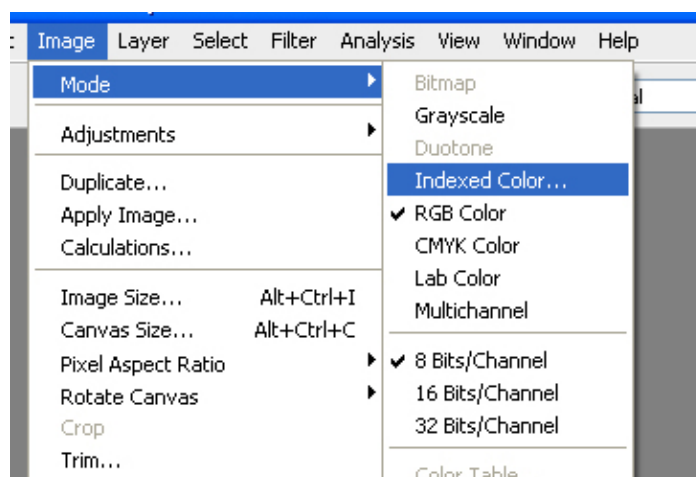 Image Layer Select Filter Analysis View Window Help
Mode
Adjustments
Duplicate...
Apply Image...
Calculations...
Image Size... Alt+Ctrl+I
Canvas Size... Alt+Ctrl+C
Pixel Aspect Ratio
Rotate Canvas
Crop
Trim...
Bitmap
Grayscale
Duotone
Indexed Color...
RGB Color
CMYK Color
Lab Color
Multichannel
8 Bits/Channel
16 Bits/Channel
32 Bits/Channel
Color Table